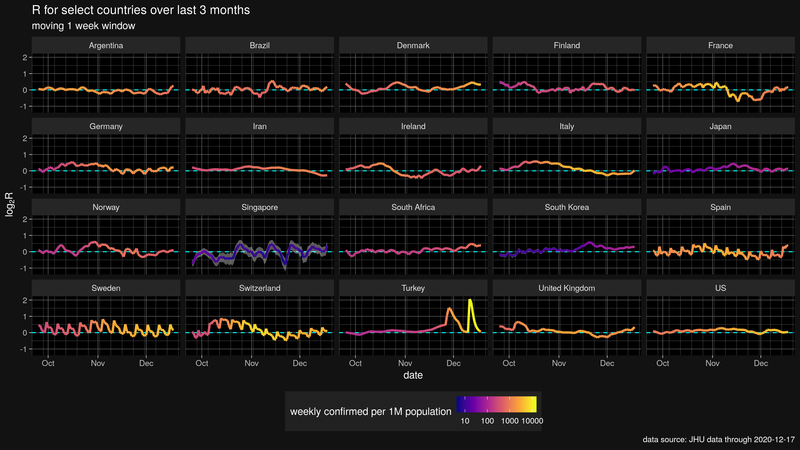 R for select countries over last 3 months
moving 1 week window
Argentina Brazil Denmark Finland France
2
1
0
-1
Germany Iran Ireland Italy Japan
2
1
0
-1
Norway Singapore South Africa South Korea Spain
2
1
0
-1
Sweden Switzerland Turkey United Kingdom US
2
1
0
-1
log₂R
Oct Nov Dec Oct Nov Dec Oct Nov Dec Oct Nov Dec Oct Nov Dec
date
weekly confirmed per 1M population
10 100 1000 10000
data source: JHU data through 2020-12-17